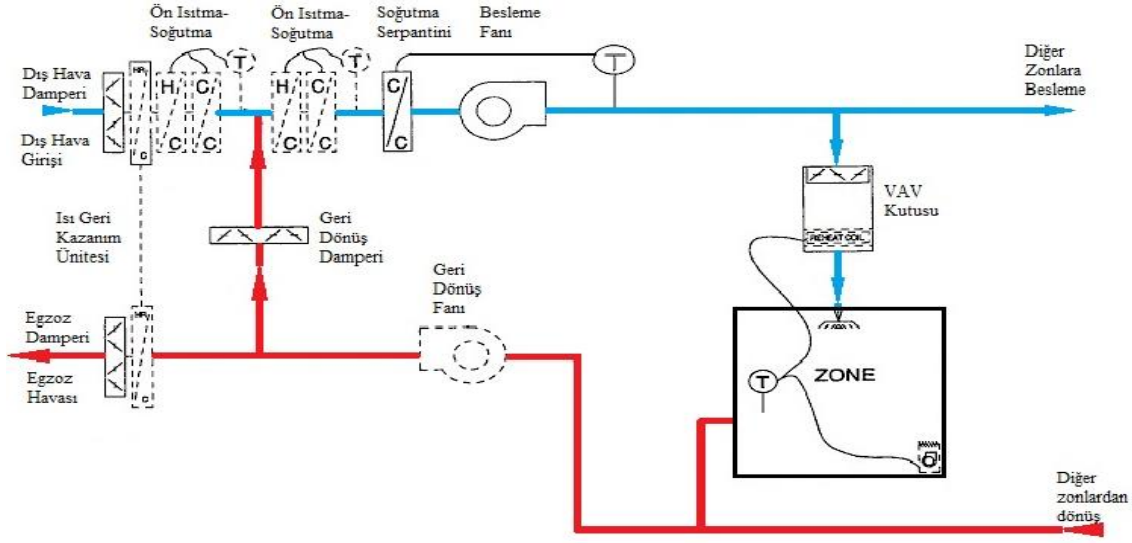 Ön Isıtma-
Soğutma
Ön Isıtma-
Soğutma
Soğutma
Serpantini
Besleme
Fanı
Dış Hava
Damperi
Dış Hava
Girişi
HR
C
H
C
C
C
T
H
C
C
C
T
C
C
T
Diğer
Zonlara
Besleme
VAV
Kutusu
REHEAT COIL
Isı Geri
Kazanım
Ünitesi
Geri
Dönüş
Damperi
Geri
Dönüş
Fanı
Egzoz
Damperi
Egzoz
Havası
HR
C
T
ZONE
Diğer
zonlardan
dönüş